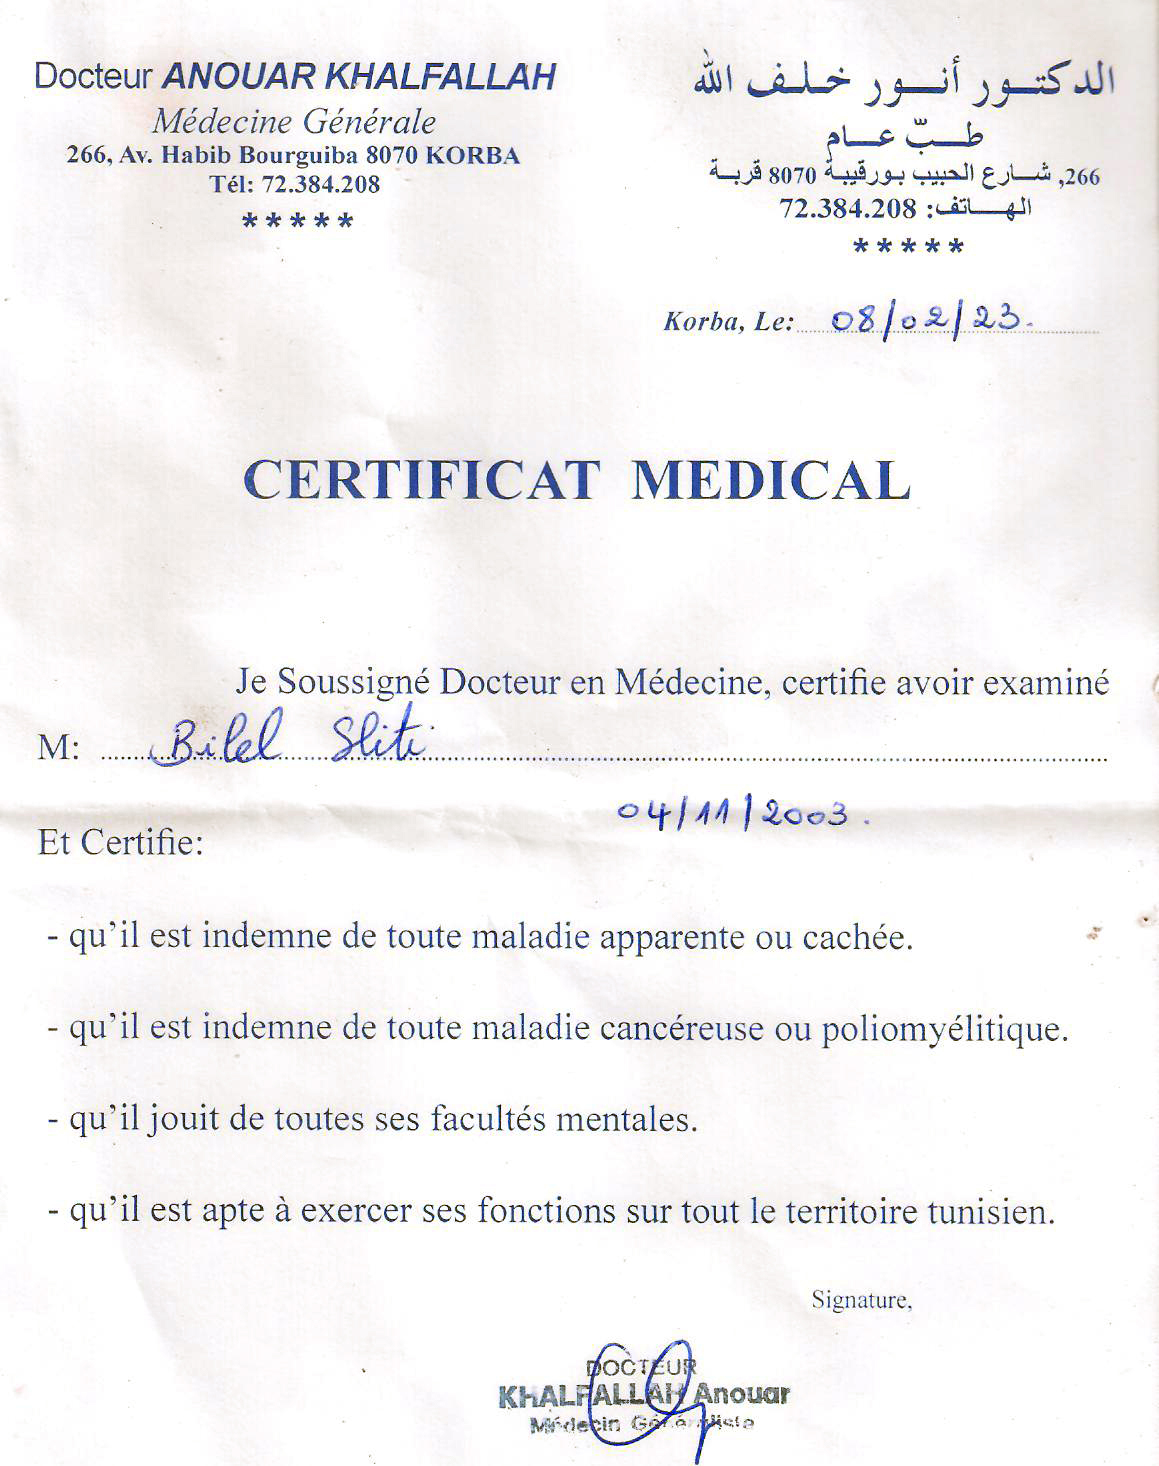 Docteur ANOUAR KHALFALLAH
Médecine Générale
266, Av. Habib Bourguiba 8070 KORBA
Tél: 72.384.208
*****
الدكتور أنور خلف الله
طبّ عام
266, شارع الحبيب بورقيبة 8070 قربة
الهاتف: 72.384.208
*****
Korba, Le: 08/02/23.
CERTIFICAT MEDICAL
Je Soussigné Docteur en Médecine, certifie avoir examiné
M: Bilel Sliti
04/11/2003.
Et Certifie:
- qu'il est indemne de toute maladie apparente ou cachée.
- qu'il est indemne de toute maladie cancéreuse ou poliomyélitique.
- qu'il jouit de toutes ses facultés mentales.
- qu'il est apte à exercer ses fonctions sur tout le territoire tunisien.
Signature,
DOCTEUR
KHALFALLAH Anouar
Médecin Généraliste